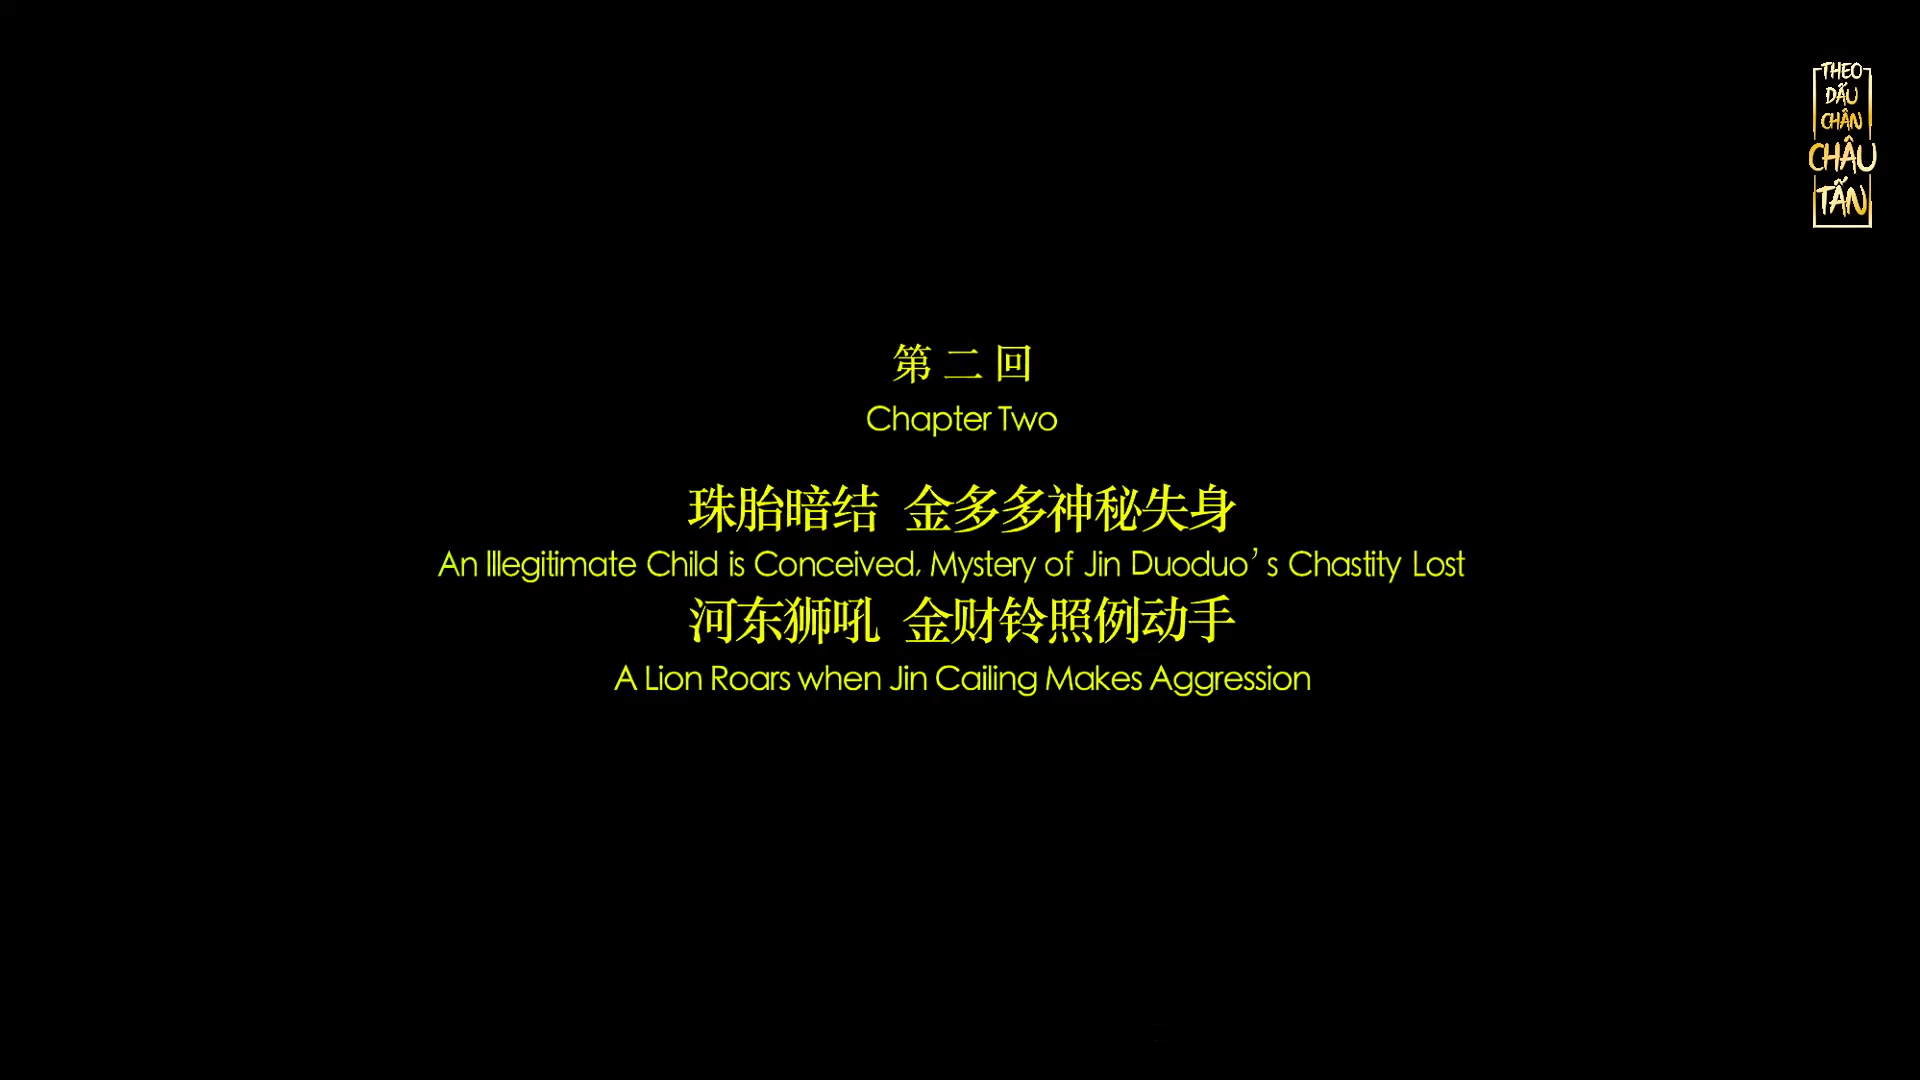 THEO
DẤU
CHÂN
CHÂU
TẤN
第二回
Chapter Two
珠胎暗结 金多多神秘失身
An Illegitimate Child is Conceived, Mystery of Jin Duoduo's Chastity Lost
河东狮吼 金财铃照例动手
A Lion Roars when Jin Cailing Makes Aggression